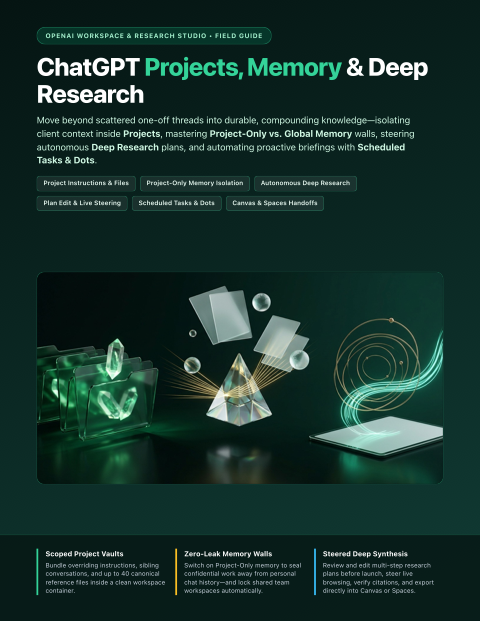 OPENAI WORKSPACE & RESEARCH STUDIO • FIELD GUIDE
ChatGPT Projects, Memory & Deep
Research
Move beyond scattered one-off threads into durable, compounding knowledge—isolating
client context inside Projects, mastering Project-Only vs. Global Memory walls, steering
autonomous Deep Research plans, and automating proactive briefings with Scheduled
Tasks & Dots.
Project Instructions & Files
Project-Only Memory Isolation
Autonomous Deep Research
Plan Edit & Live Steering
Scheduled Tasks & Dots
Canvas & Spaces Handoffs
Scoped Project Vaults
Bundle overriding instructions, sibling
conversations, and up to 40 canonical
reference files inside a clean workspace
container.
Zero-Leak Memory Walls
Switch on Project-Only memory to seal
confidential work away from personal
chat history—and lock shared team
workspaces automatically.
Steered Deep Synthesis
Review and edit multi-step research
plans before launch, steer live
browsing, verify citations, and export
directly into Canvas or Spaces.